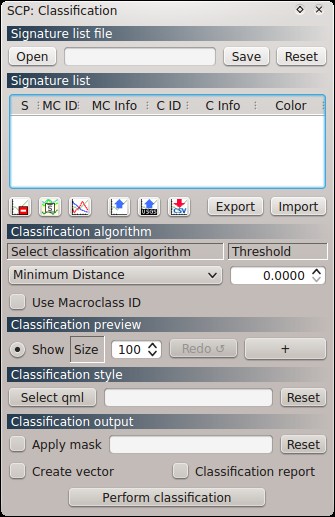 SCP: Classification
Signature list file
Open Save Reset
Signature list
S MC ID MC Info C ID C Info Color
USGS CSV Export Import
Classification algorithm
Select classification algorithm Threshold
Minimum Distance 0.0000
Use Macroclass ID
Classification preview
Show Size 100 Redo ↺ +
Classification style
Select qml Reset
Classification output
Apply mask Reset
Create vector Classification report
Perform classification